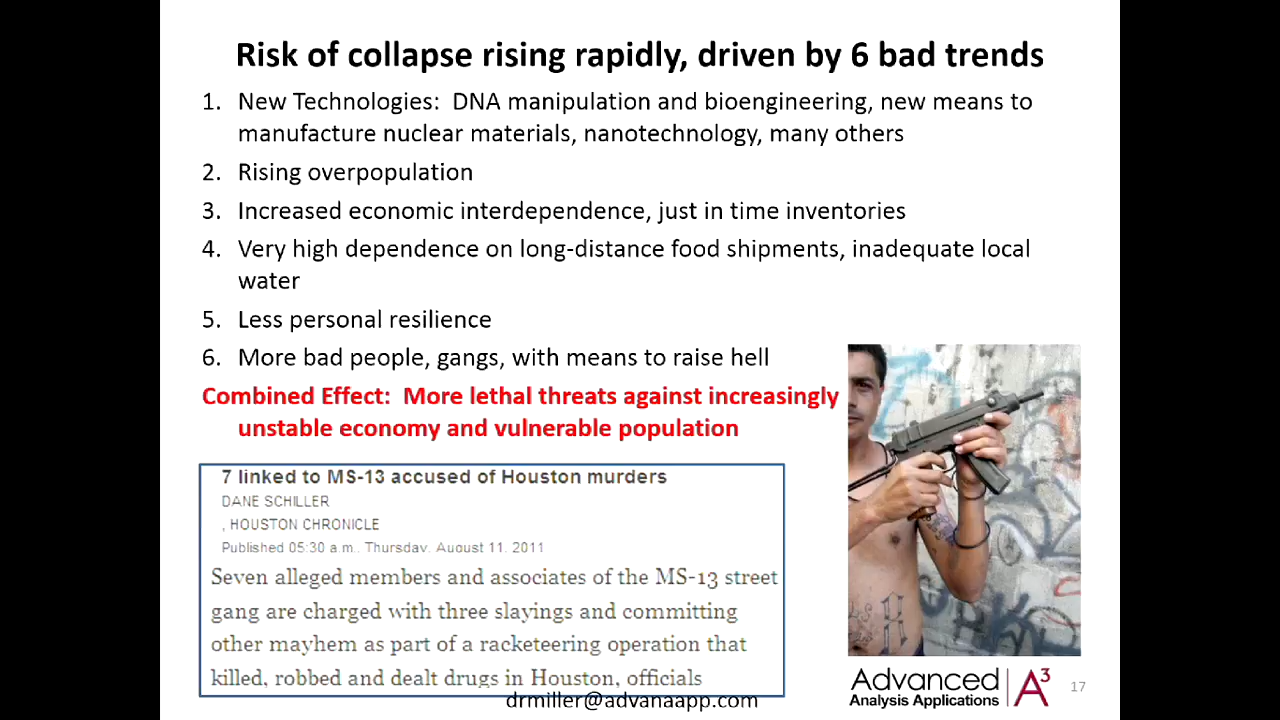 Risk of collapse rising rapidly, driven by 6 bad trends
1. New Technologies: DNA manipulation and bioengineering, new means to
manufacture nuclear materials, nanotechnology, many others
2. Rising overpopulation
3. Increased economic interdependence, just in time inventories
4. Very high dependence on long-distance food shipments, inadequate local
water
5. Less personal resilience
6. More bad people, gangs, with means to raise hell
Combined Effect: More lethal threats against increasingly
unstable economy and vulnerable population
7 linked to MS-13 accused of Houston murders
DANE SCHILLER
, HOUSTON CHRONICLE
Published 05:30 a.m., Thursday, August 11, 2011
Seven alleged members and associates of the MS-13 street
gang are charged with three slayings and committing
other mayhem as part of a racketeering operation that
killed, robbed and dealt drugs in Houston, officials
drmiller@advanaapp.com
Advanced
Analysis Applications
A3
17